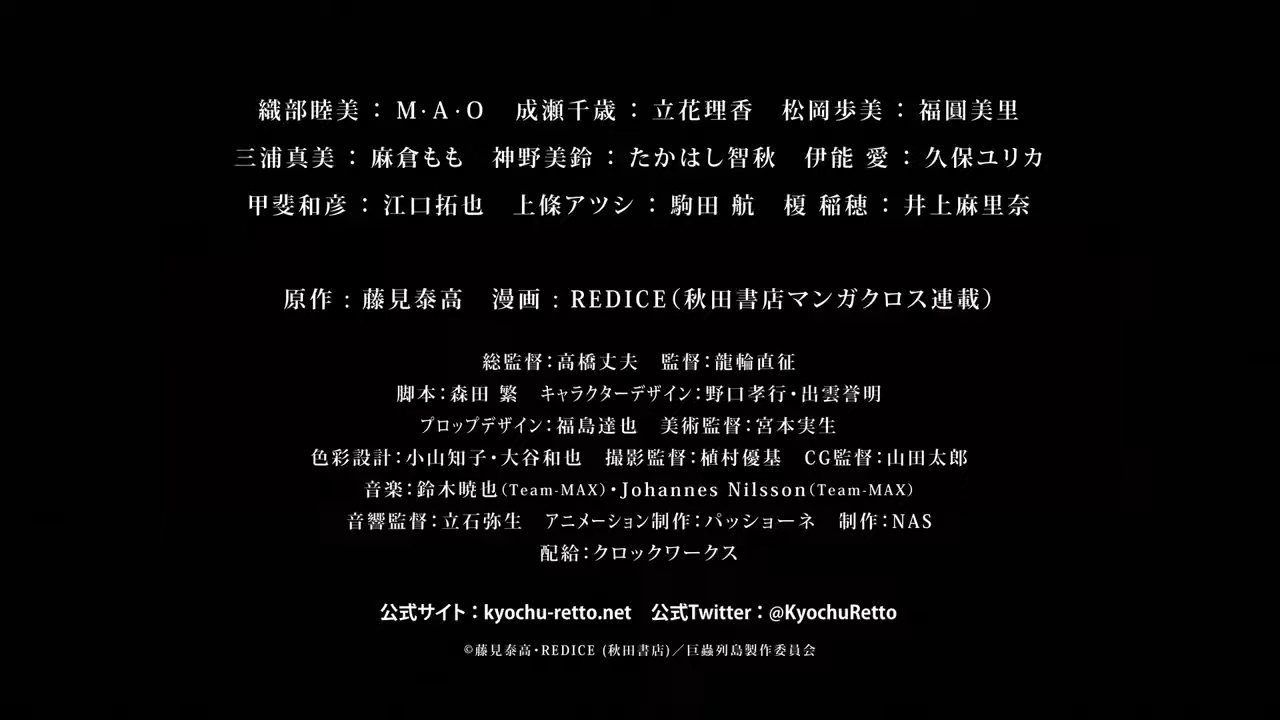 織部睦美：M・A・O　成瀬千歳：立花理香　松岡歩美：福圓美里
三浦真美：麻倉もも　神野美鈴：たかはし智秋　伊能 愛：久保ユリカ
甲斐和彦：江口拓也　上條アツシ：駒田 航　榎 稲穂：井上麻里奈
原作：藤見泰高　漫画：REDICE（秋田書店マンガクロス連載）
総監督：高橋丈夫　監督：龍輪直征
脚本：森田 繁　キャラクターデザイン：野口孝行・出雲誉明
プロップデザイン：福島達也　美術監督：宮本実生
色彩設計：小山知子・大谷和也　撮影監督：植村優基　CG監督：山田太郎
音楽：鈴木暁也（Team-MAX）・Johannes Nilsson（Team-MAX）
音響監督：立石弥生　アニメーション制作：パッショーネ　制作：NAS
配給：クロックワークス
公式サイト：kyochu-retto.net　公式Twitter：@KyochuRetto
©藤見泰高・REDICE (秋田書店)／巨蟲列島製作委員会